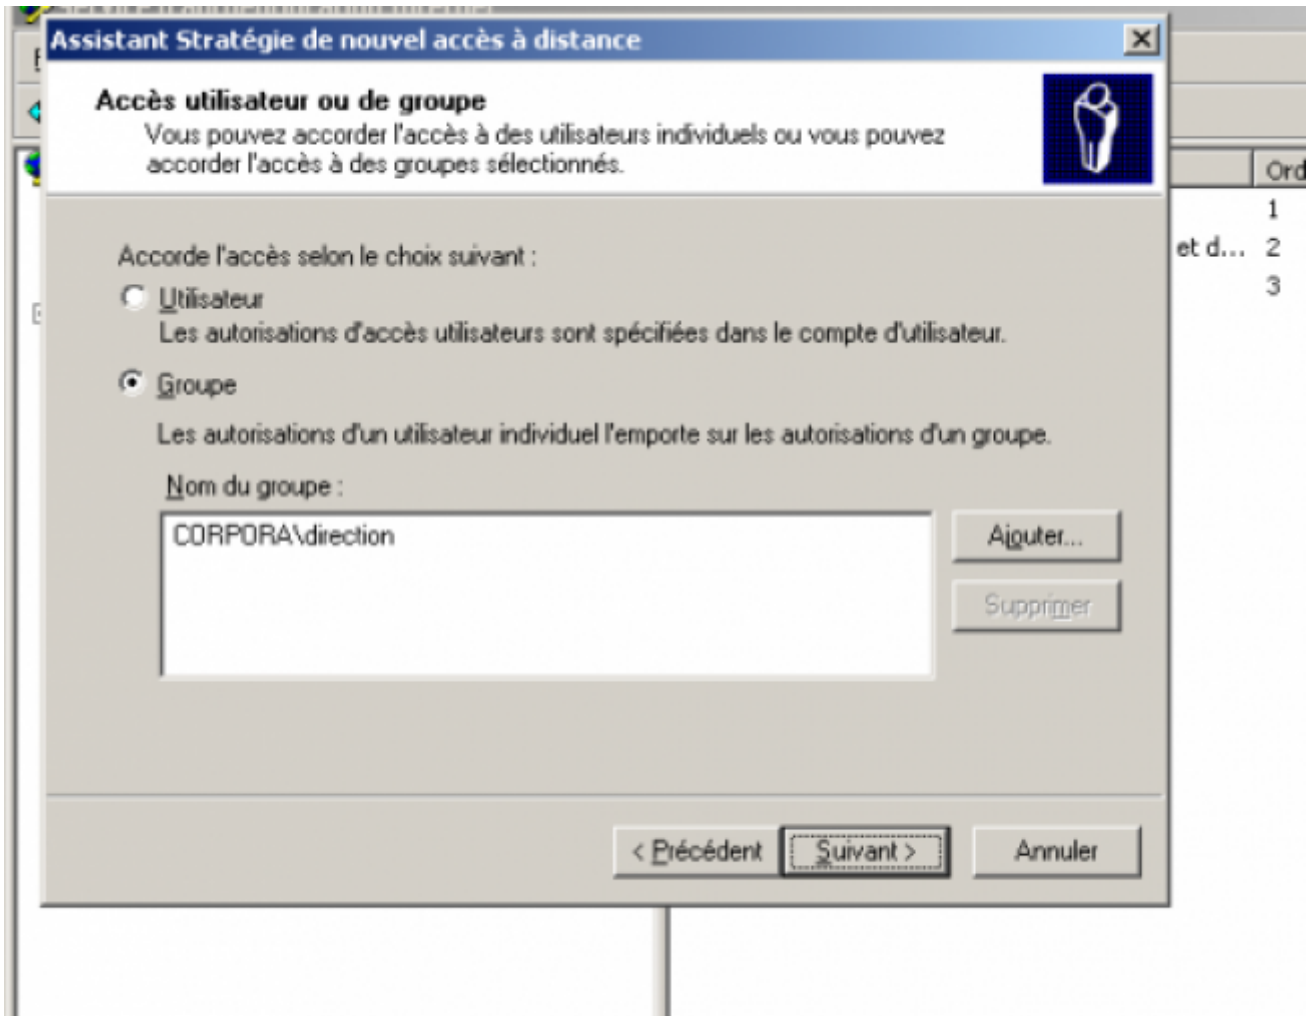 Assistant Stratégie de nouvel accès à distance
Accès utilisateur ou de groupe
Vous pouvez accorder l'accès à des utilisateurs individuels ou vous pouvez
accorder l'accès à des groupes sélectionnés.
Ord
1
et d... 2
3
Accorde l'accès selon le choix suivant :
Utilisateur
Les autorisations d'accès utilisateurs sont spécifiées dans le compte d'utilisateur.
Groupe
Les autorisations d'un utilisateur individuel l'emporte sur les autorisations d'un groupe.
Nom du groupe :
CORPORA\direction
Ajouter...
Supprimer
< Précédent Suivant > Annuler